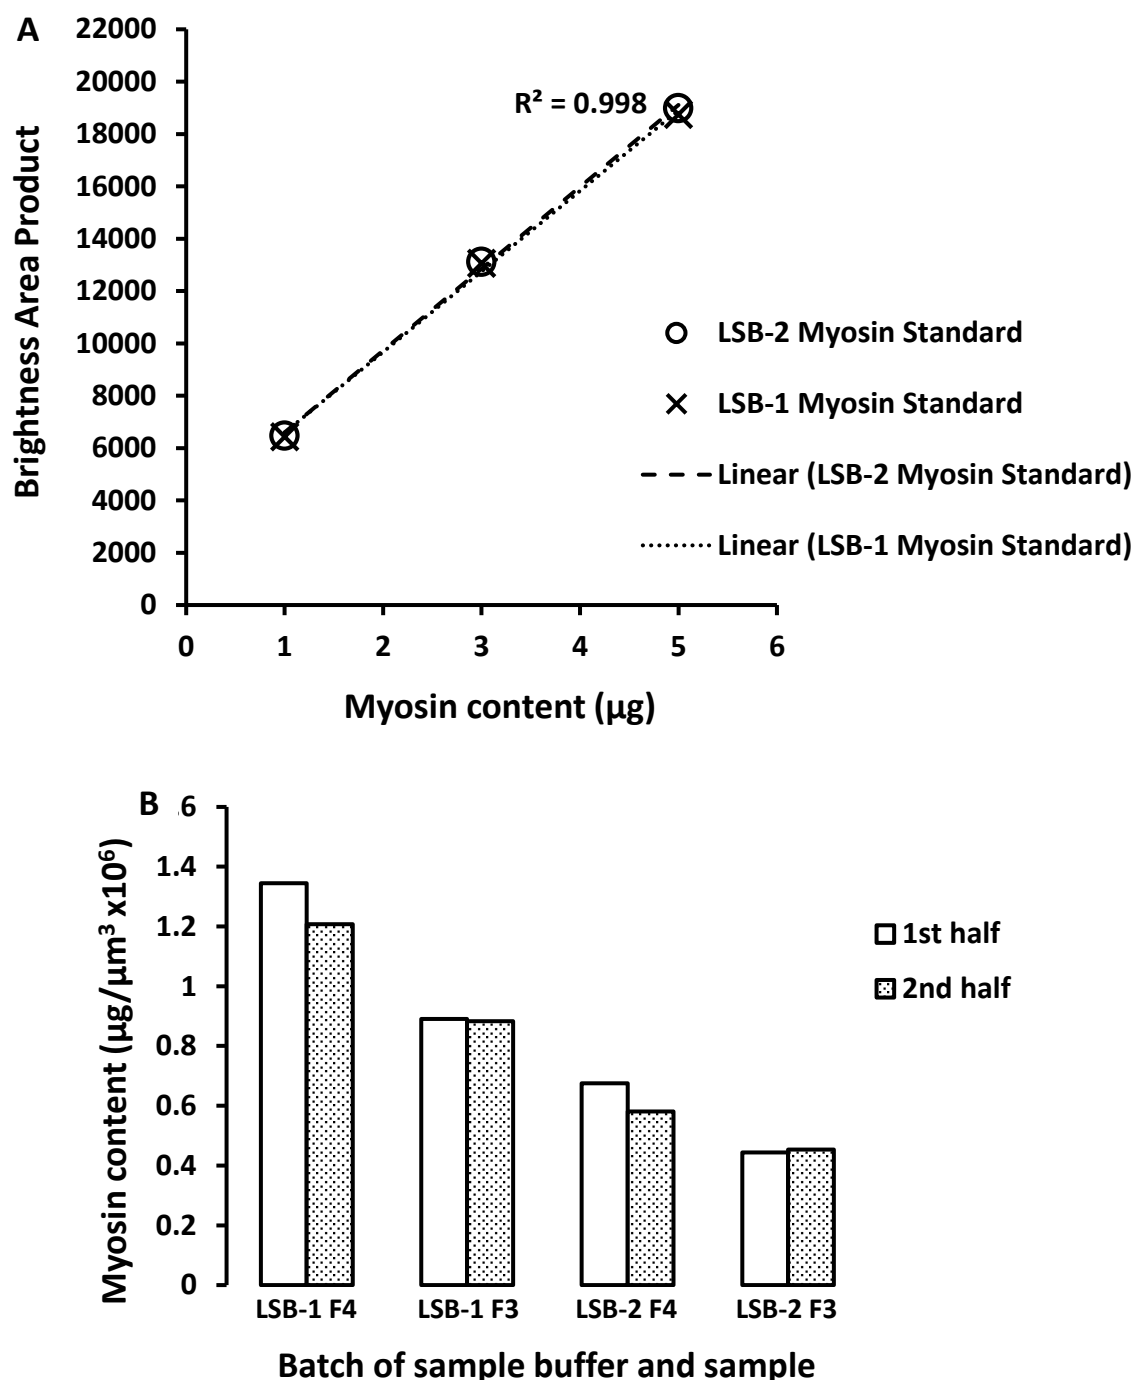 A
22000
20000
18000
16000
14000
12000
10000
8000
6000
4000
2000
0
Brightness Area Product
R² = 0.998
LSB-2 Myosin Standard
LSB-1 Myosin Standard
Linear (LSB-2 Myosin Standard)
Linear (LSB-1 Myosin Standard)
0 1 2 3 4 5 6
Myosin content (µg)
B
.6
1.4
1.2
1
0.8
0.6
0.4
0.2
0
Myosin content (µg/µm³ x10⁶)
1st half
2nd half
LSB-1 F4 LSB-1 F3 LSB-2 F4 LSB-2 F3
Batch of sample buffer and sample